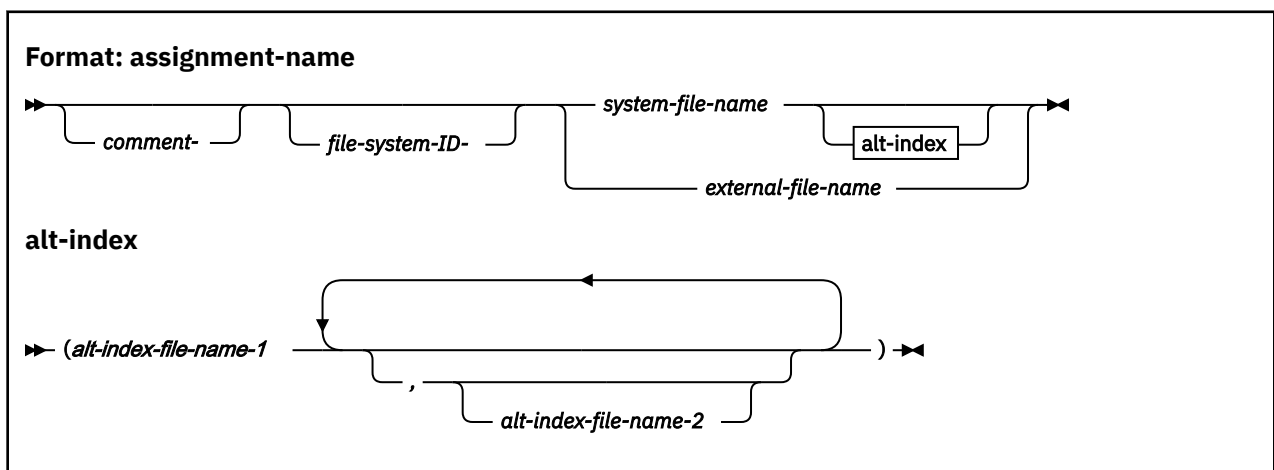 Format: assignment-name
comment- file-system-ID- system-file-name alt-index
external-file-name
alt-index
(alt-index-file-name-1 , alt-index-file-name-2 )